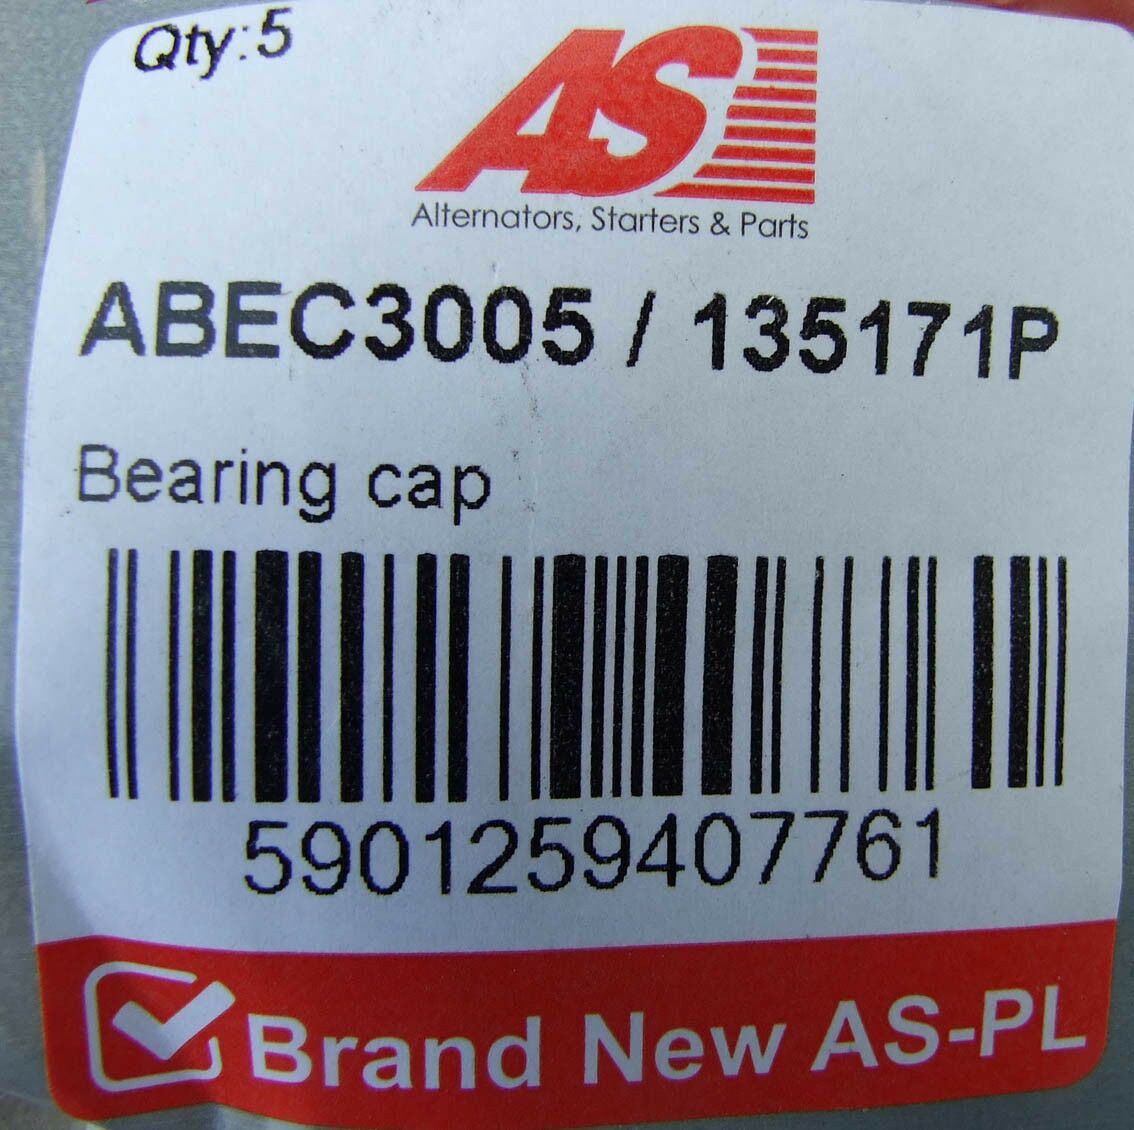 Qty:5
AS
Alternators, Starters & Parts
ABEC3005 / 135171P
Bearing cap
5901259407761
Brand New AS-PL